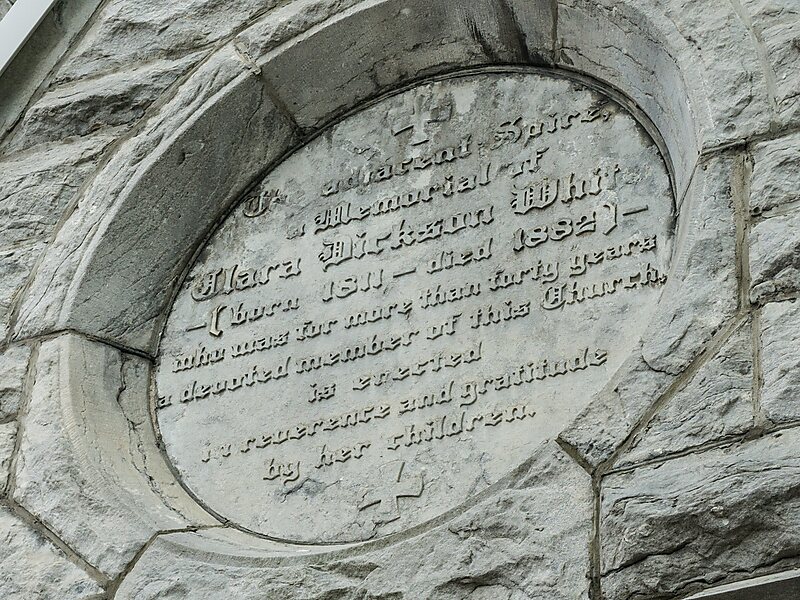 adjacent Spire,
Memorial of
Clara Dickson Whit
—[born 1811,— died 1882]—
who was for more than forty years
a devoted member of this Church,
is erected
in reverence and gratitude
by her children.